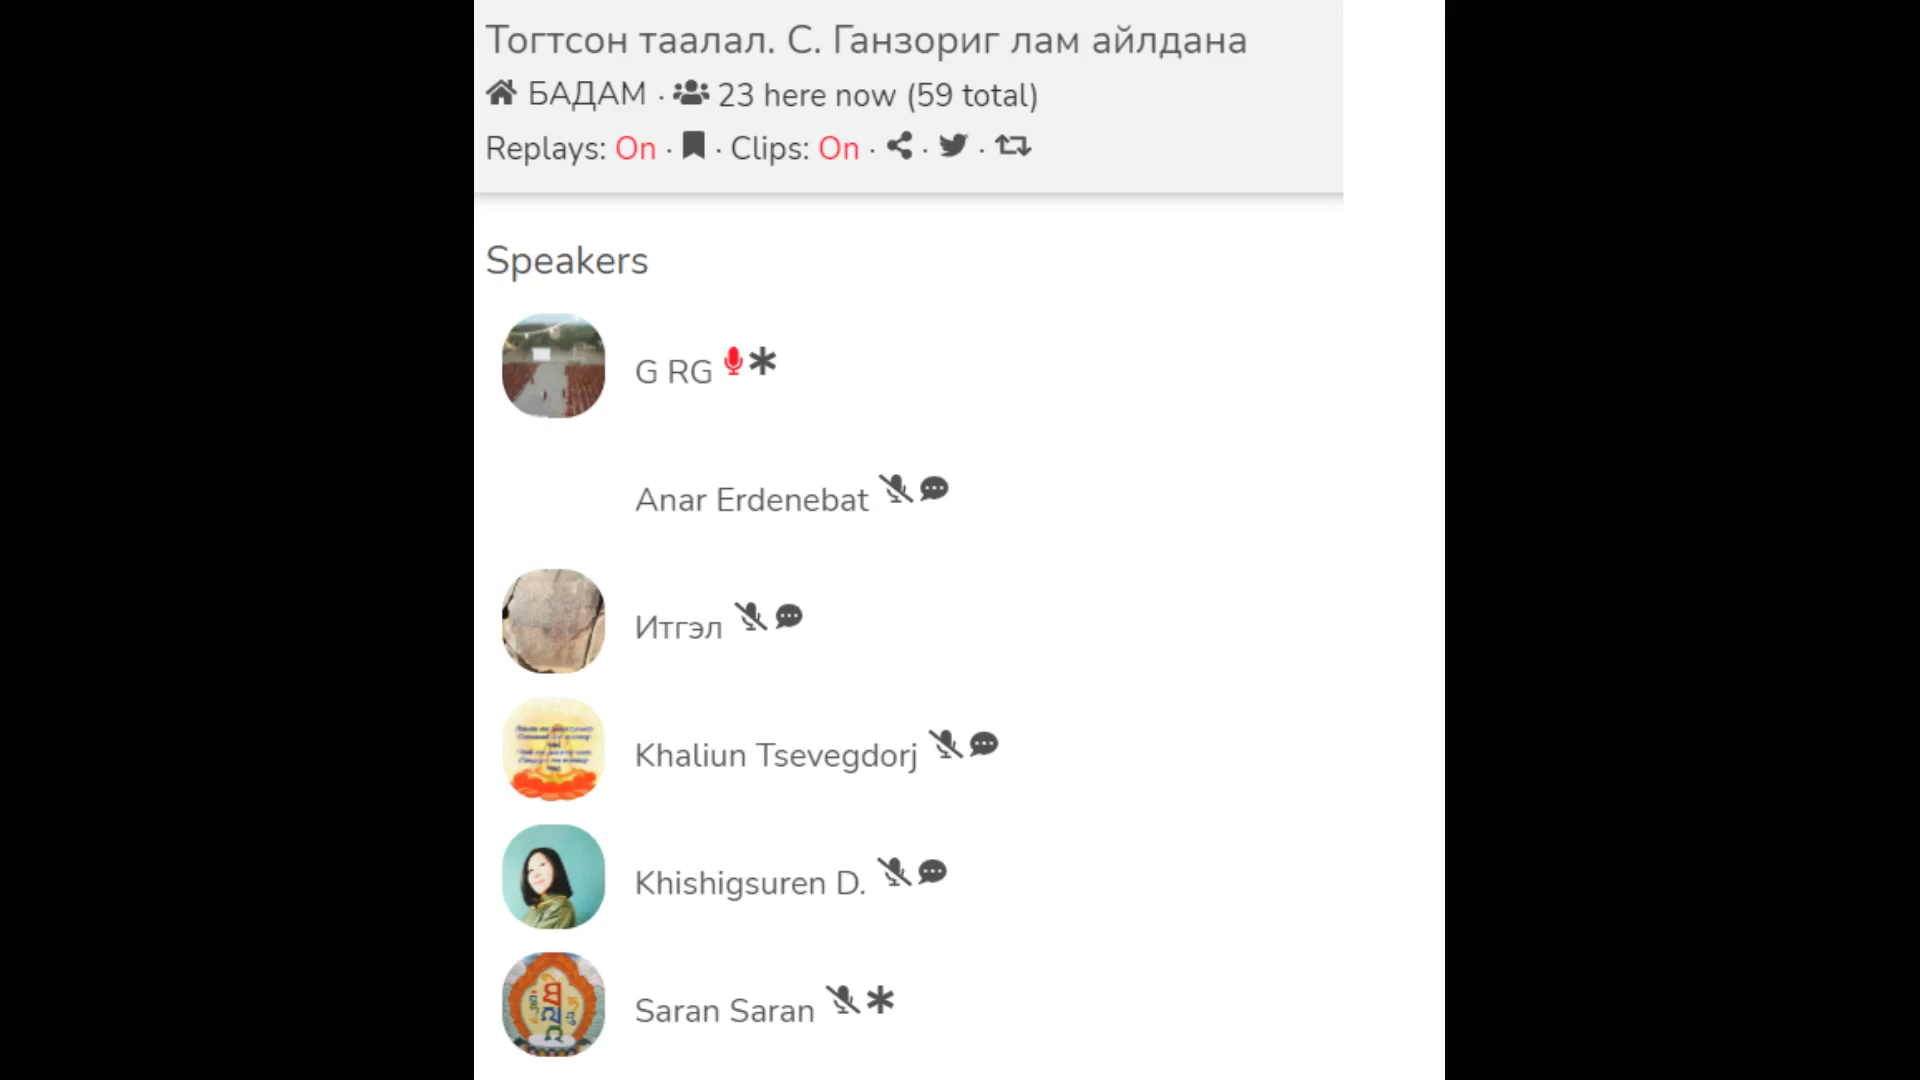 Тогтсон таалал. С. Ганзориг лам айлдана
БАДАМ · 23 here now (59 total)
Replays: On · · Clips: On · · ·
Speakers
G RG
Anar Erdenebat
Итгэл
Khaliun Tsevegdorj
Khishigsuren D.
Saran Saran